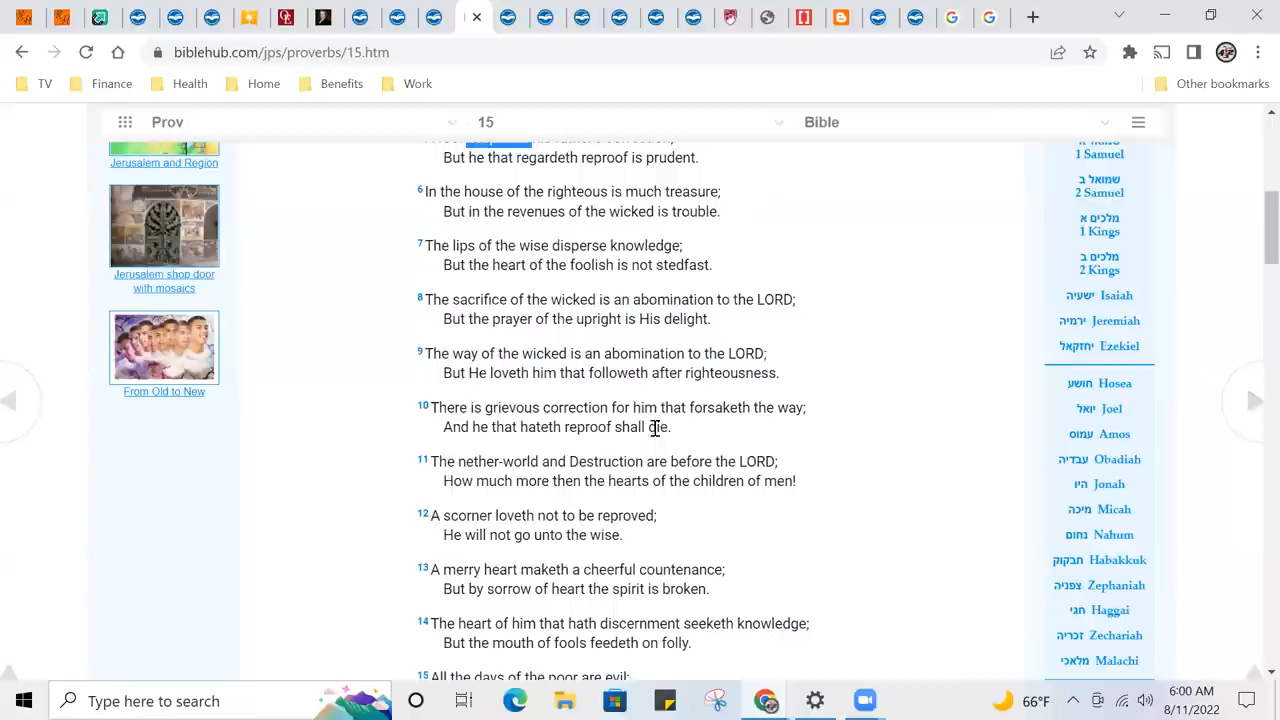 biblehub.com/jps/proverbs/15.htm
TV Finance Health Home Benefits Work Other bookmarks
Prov 15 Bible
But he that regardeth reproof is prudent.
6 In the house of the righteous is much treasure;
But in the revenues of the wicked is trouble.
7 The lips of the wise disperse knowledge;
But the heart of the foolish is not stedfast.
8 The sacrifice of the wicked is an abomination to the LORD;
But the prayer of the upright is His delight.
9 The way of the wicked is an abomination to the LORD;
But He loveth him that followeth after righteousness.
10 There is grievous correction for him that forsaketh the way;
And he that hateth reproof shall die.
11 The nether-world and Destruction are before the LORD;
How much more then the hearts of the children of men!
12 A scorner loveth not to be reproved;
He will not go unto the wise.
13 A merry heart maketh a cheerful countenance;
But by sorrow of heart the spirit is broken.
14 The heart of him that hath discernment seeketh knowledge;
But the mouth of fools feedeth on folly.
15 All the days of the poor are evil;
Jerusalem and Region
Jerusalem shop door
with mosaics
From Old to New
1 Samuel
שמואל ב
2 Samuel
מלכים א
1 Kings
מלכים ב
2 Kings
ישעיה Isaiah
ירמיה Jeremiah
יחזקאל Ezekiel
הושע Hosea
יואל Joel
עמוס Amos
עבדיה Obadiah
Jonah
מיכה Micah
נחום Nahum
חבקוק Habakkuk
צפניה Zephaniah
חגי Haggai
זכריה Zechariah
מלאכי Malachi
Type here to search
66°F
6:00 AM
8/11/2022